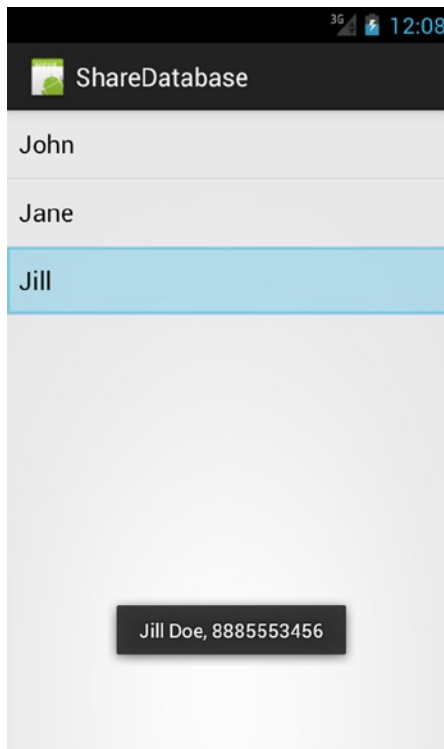 3G 12:08
ShareDatabase
John
Jane
Jill
Jill Doe, 8885553456